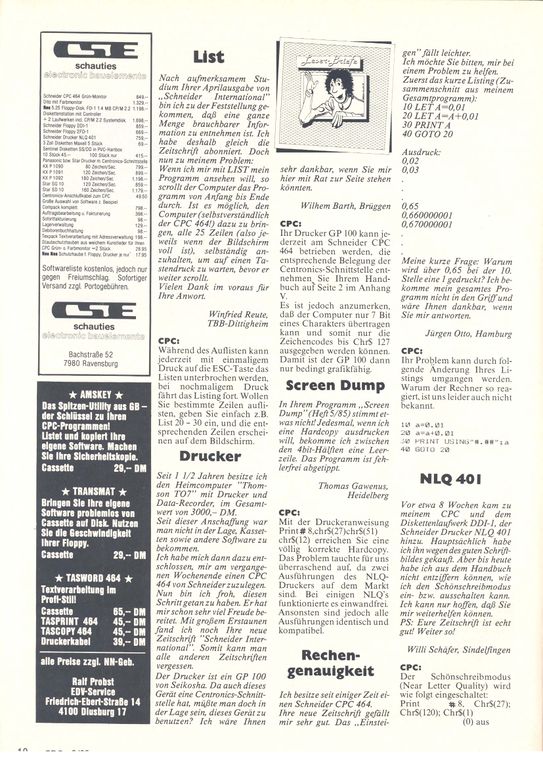 CSE
schauties
electronic bauelemente
Schneider CPC 464 Grün-Monitor 849,–
Dito mit Farbmonitor 1.329,–
Diskettenstation mit Controller
Schneider Floppy DDI-1
Schneider Drucker NLQ 401
3 Zoll Disketten Maxell 5 Stück
Softwareliste kostenlos, jedoch nur
gegen Freiumschlag. Sofortiger
Versand zzgl. Portogebühren.
CSE
schauties
electronic bauelemente
Bachstraße 52
7980 Ravensburg
★ AMSKEY ★
Das Spitzen-Utility aus GB –
der Schlüssel zu Ihren
CPC-Programmen!
Listet und kopiert Ihre
eigene Software. Machen
Sie Ihre Sicherheitskopie.
Cassette 29,– DM
★ TRANSMAT ★
Bringen Sie Ihre eigene
Software problemlos von
Cassette auf Disk. Nutzen
Sie die Geschwindigkeit
Ihrer Floppy.
Cassette 29,– DM
★ TASWORD 464 ★
Textverarbeitung im
Profi-Stil!
Cassette 65,– DM
TASPRINT 464 45,– DM
TASCOPY 464 45,– DM
Druckerkabel 39,– DM
alle Preise zzgl. NN-Geb.
Ralf Probst
EDV-Service
Friedrich-Ebert-Straße 14
4100 Diusburg 17
List
Nach aufmerksamem Stu-
dium Ihrer Aprilausgabe von
„Schneider International"
bin ich zu der Feststellung ge-
kommen, daß eine ganze
Menge brauchbarer Infor-
mation zu entnehmen ist. Ich
habe deshalb gleich die
Zeitschrift abonniert. Doch
nun zu meinem Problem:
Wenn ich mir mit LIST mein
Programm ansehen will, so
scrollt der Computer das Pro-
gramm von Anfang bis Ende
durch. Ist es möglich, den
Computer (selbstverständlich
der CPC 464!) dazu zu brin-
gen, alle 25 Zeilen (also je-
weils wenn der Bildschirm
voll ist), selbständig an-
zuhalten, um auf einen Ta-
stendruck zu warten, bevor er
weiter scrollt.
Vielen Dank im voraus für
Ihre Antwort.
Winfried Reute,
TBB-Dittigheim
CPC:
Während des Auflisten kann
jederzeit mit einmaligem
Druck auf die ESC-Taste das
Listen unterbrochen werden,
bei nochmaligem Druck
fährt das Listing fort. Wollen
Sie bestimmte Zeilen aufli-
sten, geben Sie einfach z.B.
List 20 – 30 ein, und die ent-
sprechenden Zeilen erschei-
nen auf dem Bildschirm.
Drucker
Seit 1 1/2 Jahren besitze ich
den Heimcomputer "Thom-
son TO7" mit Drucker und
Data-Recorder, im Gesamt-
wert von 3000,– DM.
Seit dieser Anschaffung war
man nicht in der Lage, Kasset-
ten sowie andere Software zu
bekommen.
Ich habe mich dann dazu ent-
schlossen, mir am vergange-
nen Wochenende einen CPC
464 von Schneider zuzulegen.
Nun bin ich froh, diesen
Schritt getan zu haben. Er hat
mir schon sehr viel Freude be-
reitet. Mit großem Erstaunen
fand ich noch Ihre neue
Zeitschrift "Schneider Inter-
national". Somit kann man
alle anderen Zeitschriften
vergessen.
Der Drucker ist ein GP 100
von Seikosha. Da auch dieses
Gerät eine Centronics-Schnitt-
stelle hat, müßte man doch in
der Lage sein, dieses Gerät zu
benutzen? Ich wäre Ihnen
Leser-Briefe
sehr dankbar, wenn Sie mir
hier mit Rat zur Seite stehen
könnten.
Wilhem Barth, Brüggen
CPC:
Ihr Drucker GP 100 kann je-
derzeit am Schneider CPC
464 betrieben werden, die
entsprechende Belegung der
Centronics-Schnittstelle ent-
nehmen Sie Ihrem Hand-
buch auf Seite 2 im Anhang
V.
Es ist jedoch anzumerken,
daß der Computer nur 7 Bit
eines Charakters übertragen
kann und somit nur die
Zeichencodes bis Chr$ 127
ausgegeben werden können.
Damit ist der GP 100 dann
nur bedingt grafikfähig.
Screen Dump
In Ihrem Programm „Screen
Dump" (Heft 5/85) stimmt et-
was nicht! Jedesmal, wenn ich
eine Hardcopy ausdrucken
will, bekomme ich zwischen
den 4bit-Hälften eine Leer-
zeile. Das Programm ist feh-
lerfrei abgetippt.
Thomas Gawenus,
Heidelberg
CPC:
Mit der Druckeranweisung
Print#8,chr$(27)chr$(51)
chr$(12) erreichen Sie eine
völlig korrekte Hardcopy.
Das Problem tauchte für uns
überraschend auf, da zwei
Ausführungen des NLQ-
Druckers auf dem Markt
sind. Bei einigen NLQ's
funktioniert es einwandfrei.
Ansonsten sind jedoch alle
Ausführungen identisch und
kompatibel.
Rechen-
genauigkeit
Ich besitze seit einiger Zeit ei-
nen Schneider CPC 464.
Ihre neue Zeitschrift gefällt
mir sehr gut. Das „Einstei-
gen" fällt leichter.
Ich möchte Sie bitten, mir bei
einem Problem zu helfen.
Zuerst das kurze Listing (Zu-
sammenschnitt aus meinem
Gesamtprogramm):
10 LET A=0,01
20 LET A=A+0,01
30 PRINT A
40 GOTO 20
Ausdruck:
0,02
0,03
.
.
.
0,65
0,660000001
0,670000001
.
.
Meine kurze Frage: Warum
wird über 0,65 bei der 10.
Stelle eine 1 gedruckt? Ich be-
komme mein gesamtes Pro-
gramm nicht in den Griff und
wäre Ihnen dankbar, wenn
Sie mir antworten.
Jürgen Otto, Hamburg
CPC:
Ihr Problem kann durch fol-
gende Änderung Ihres Li-
stings umgangen werden.
Warum der Rechner so rea-
giert, ist uns leider auch nicht
bekannt.
10 a=0.01
20 a=a+0.01
30 PRINT USING"#.##";a
40 GOTO 20
NLQ 401
Vor etwa 8 Wochen kam zu
meinem CPC und dem
Diskettenlaufwerk DDI-1, der
Schneider Drucker NLQ 401
hinzu. Hauptsächlich habe
ich ihn wegen des guten Schrift-
bildes gekauft. Aber bis heute
habe ich aus dem Handbuch
nicht entziffern können, wie
ich den Schönschreibmodus
ein- bzw. ausschalten kann.
Ich kann nur hoffen, daß Sie
mir weiterhelfen können.
PS: Eure Zeitschrift ist echt
gut! Weiter so!
Willi Schäfer, Sindelfingen
CPC:
Der Schönschreibmodus
(Near Letter Quality) wird
wie folgt eingeschaltet:
Print #8, Chr$(27);
Chr$(120); Chr$(1)
(0) aus